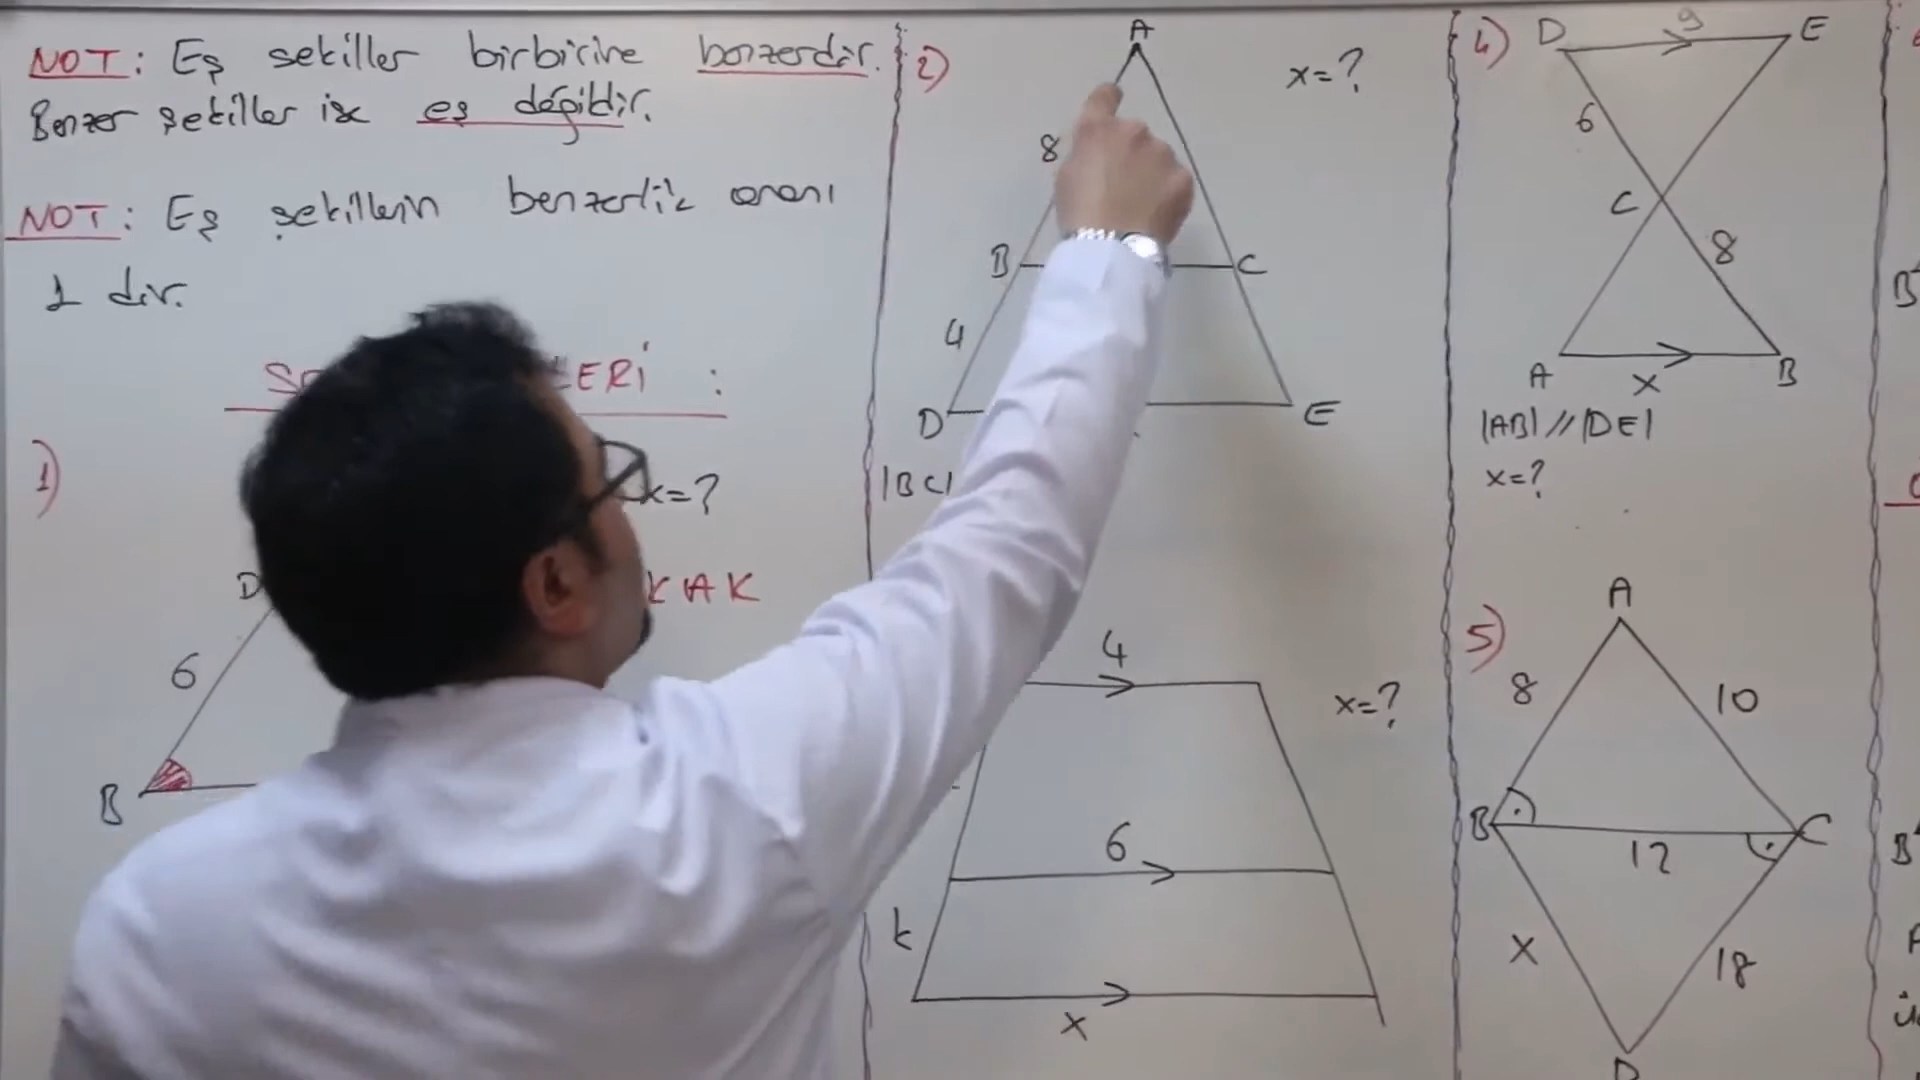 NOT: Eş şekiller birbirine benzerdir.
Benzer şekiller ise eş değildir.
NOT: Eş şekillerin benzerlik oranı
1 dir.
:
1)
x=?
KAK
D
6
B
2)
A
x=?
8
B
C
4
D
E
|BC|
4
x=?
6
k
x
4)
D
9
E
6
C
8
A
x
B
|AB| // |DE|
x=?
5)
A
8
10
B
C
12
x
18
D